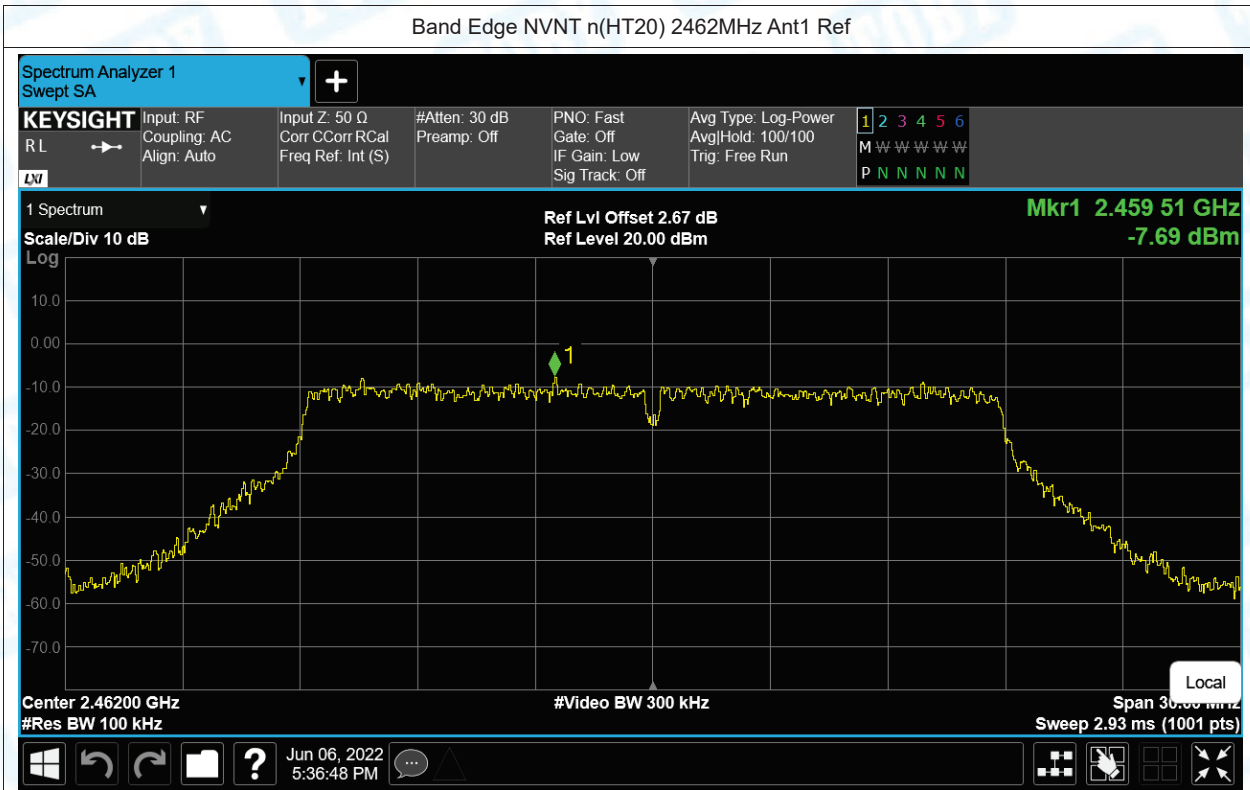 Band Edge NVNT n(HT20) 2462MHz Ant1 Ref
Spectrum Analyzer 1
Swept SA
KEYSIGHT
RL
LXI
Input: RF
Coupling: AC
Align: Auto
Input Z: 50 Ω
Corr CCorr RCal
Freq Ref: Int (S)
#Atten: 30 dB
Preamp: Off
PNO: Fast
Gate: Off
IF Gain: Low
Sig Track: Off
Avg Type: Log-Power
Avg|Hold: 100/100
Trig: Free Run
1 2 3 4 5 6
M W W W W W
P N N N N N
1 Spectrum
Scale/Div 10 dB
Log
Ref Lvl Offset 2.67 dB
Ref Level 20.00 dBm
Mkr1 2.459 51 GHz
-7.69 dBm
10.0
0.00
-10.0
-20.0
-30.0
-40.0
-50.0
-60.0
-70.0
1
Center 2.46200 GHz
#Res BW 100 kHz
#Video BW 300 kHz
Local
Span 30.00 MHz
Sweep 2.93 ms (1001 pts)
?
Jun 06, 2022
5:36:48 PM